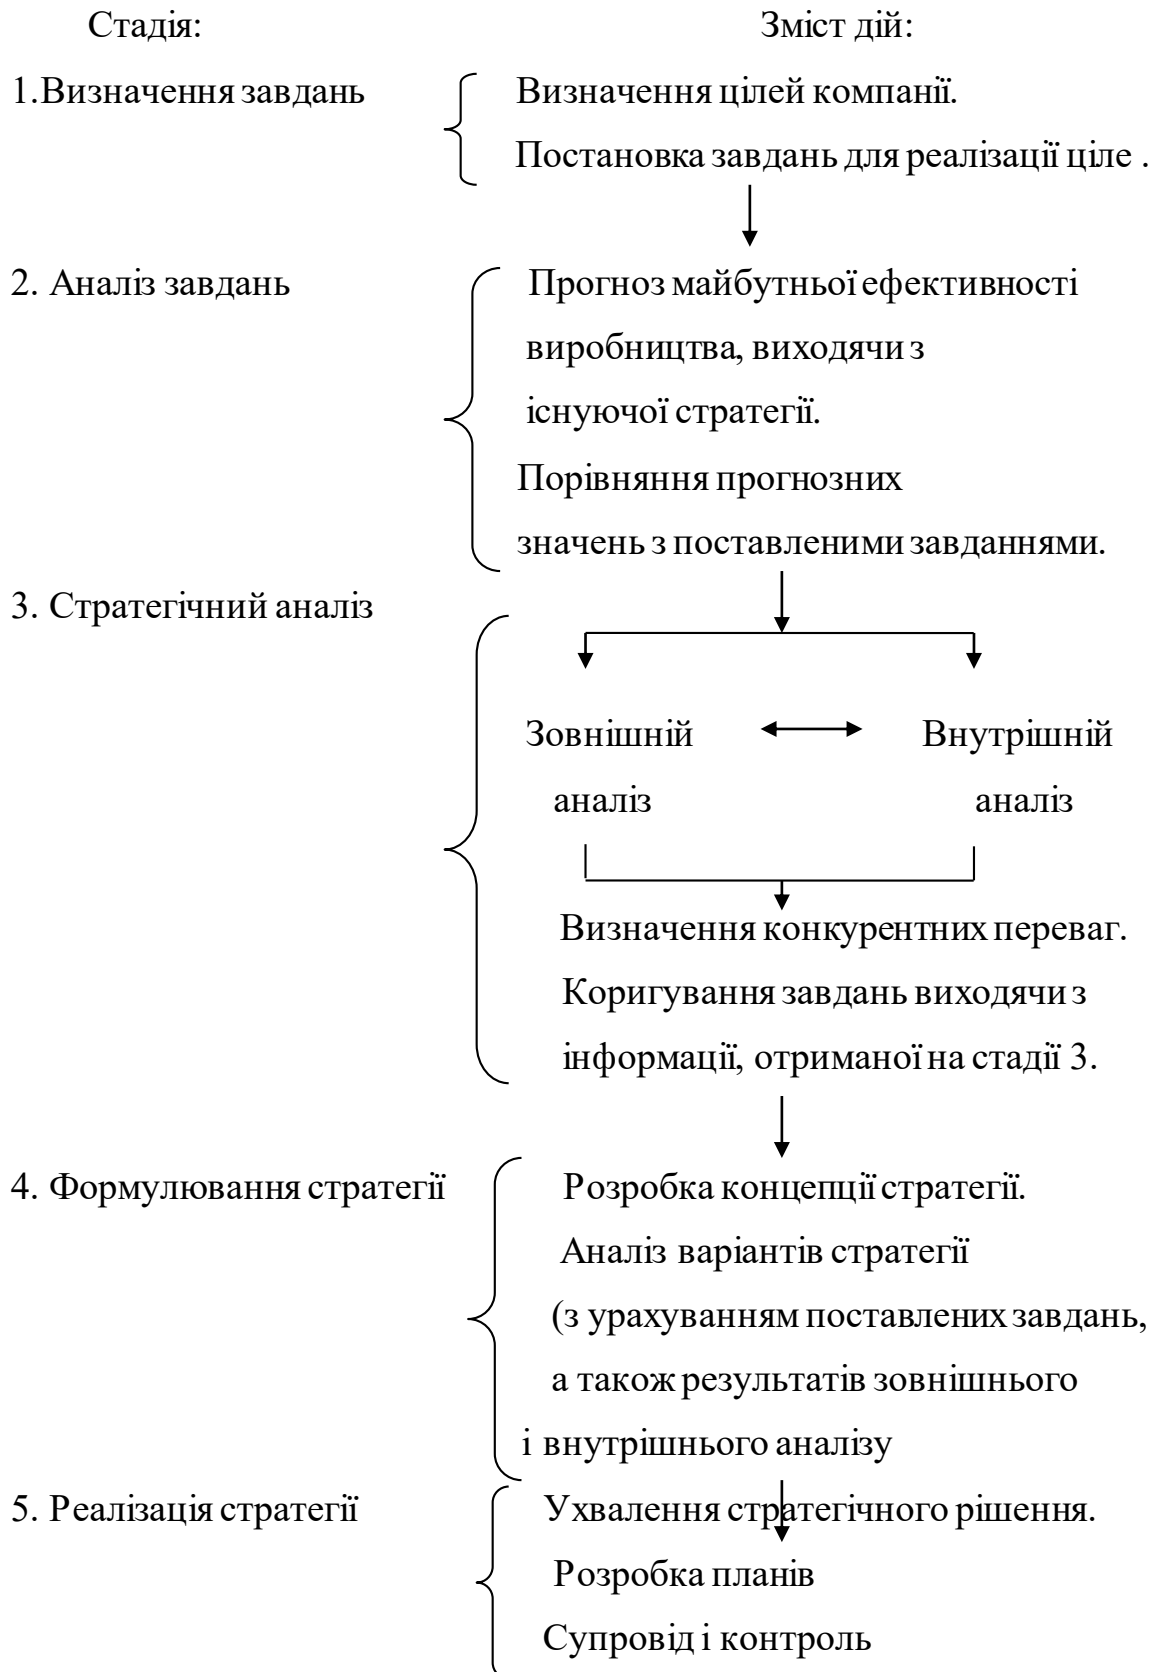 Стадія: Зміст дій:
1.Визначення завдань Визначення цілей компанії.
Постановка завдань для реалізації ціле .
2. Аналіз завдань Прогноз майбутньої ефективності
виробництва, виходячи з
існуючої стратегії.
Порівняння прогнозних
значень з поставленими завданнями.
3. Стратегічний аналіз
Зовнішній Внутрішній
аналіз аналіз
Визначення конкурентних переваг.
Коригування завдань виходячи з
інформації, отриманої на стадії 3.
4. Формулювання стратегії Розробка концепції стратегії.
Аналіз варіантів стратегії
(з урахуванням поставлених завдань,
а також результатів зовнішнього
і внутрішнього аналізу
5. Реалізація стратегії Ухвалення стратегічного рішення.
Розробка планів
Супровід і контроль